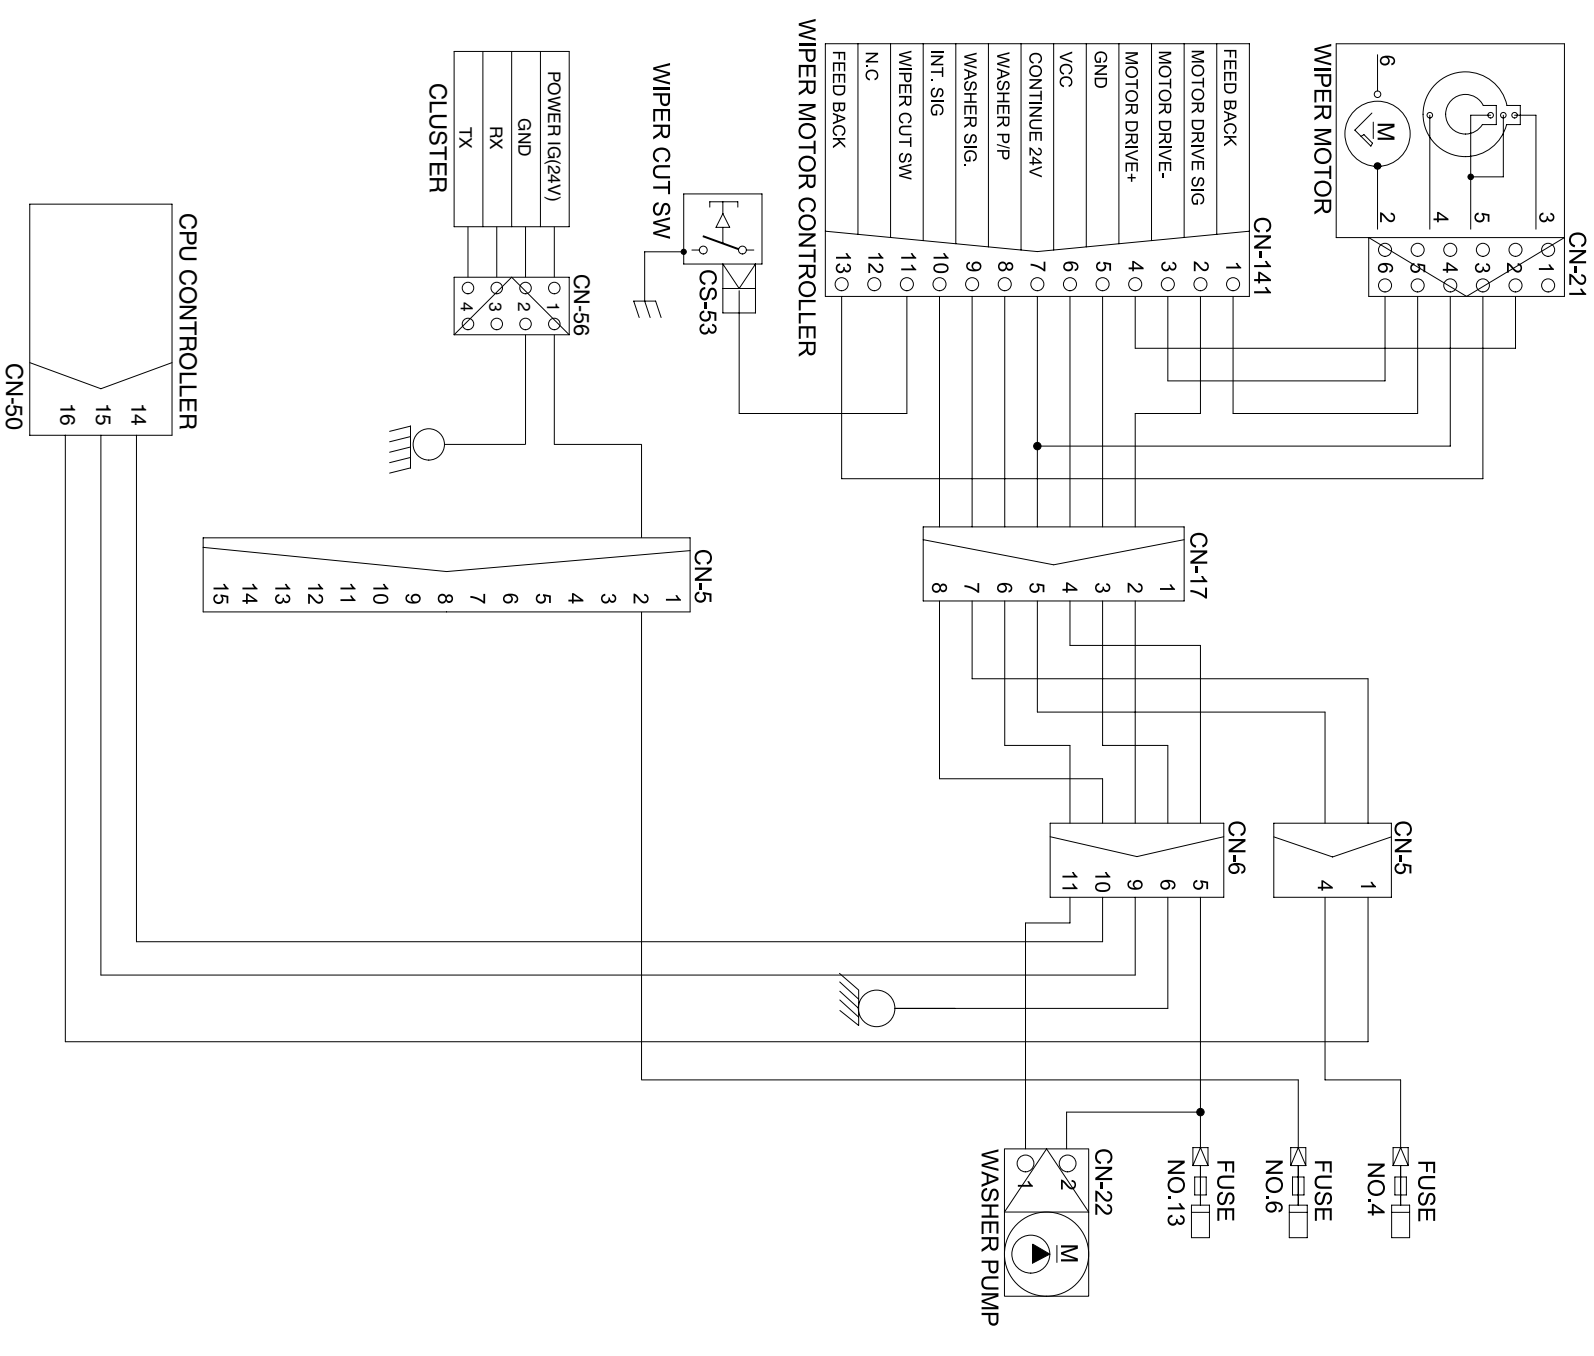 CN-21
1
2
3
4
5
6
3
5
4
2
6
M
WIPER MOTOR
CN-141
FEED BACK 1
MOTOR DRIVE SIG 2
MOTOR DRIVE- 3
MOTOR DRIVE+ 4
GND 5
VCC 6
CONTINUE 24V 7
WASHER P/P 8
WASHER SIG. 9
INT. SIG 10
WIPER CUT SW 11
N.C 12
FEED BACK 13
WIPER MOTOR CONTROLLER
CN-17
1
2
3
4
5
6
7
8
CN-5
1
4
CN-6
5
6
9
10
11
FUSE
NO.4
FUSE
NO.6
FUSE
NO.13
CN-22
2
1
M
WASHER PUMP
CS-53
WIPER CUT SW
CN-5
1
2
3
4
5
6
7
8
9
10
11
12
13
14
15
CN-56
POWER IG(24V) 1
GND 2
RX 3
TX 4
CLUSTER
CPU CONTROLLER
14
15
16
CN-50